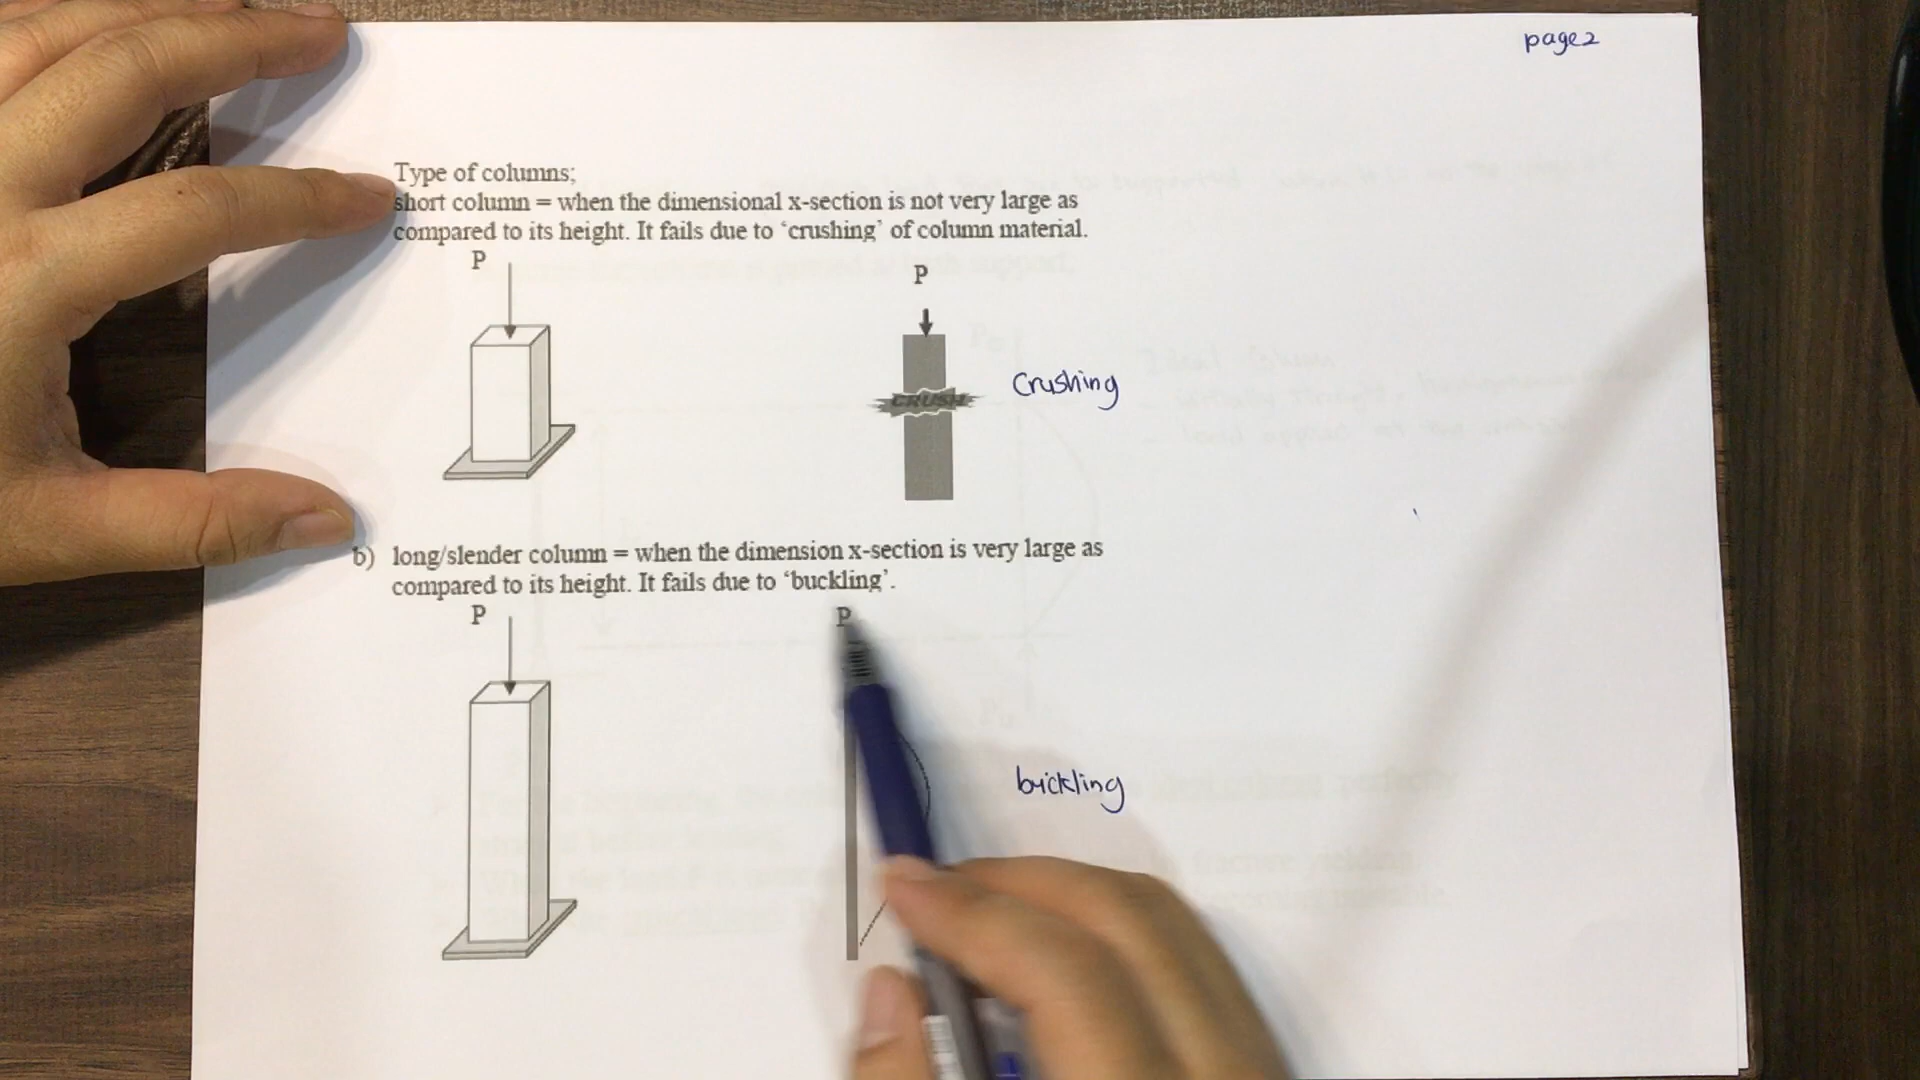 page2
Type of columns;
short column = when the dimensional x-section is not very large as
compared to its height. It fails due to ‘crushing’ of column material.
P
P
CRUSH
Crushing
b) long/slender column = when the dimension x-section is very large as
compared to its height. It fails due to ‘buckling’.
P
P
buckling